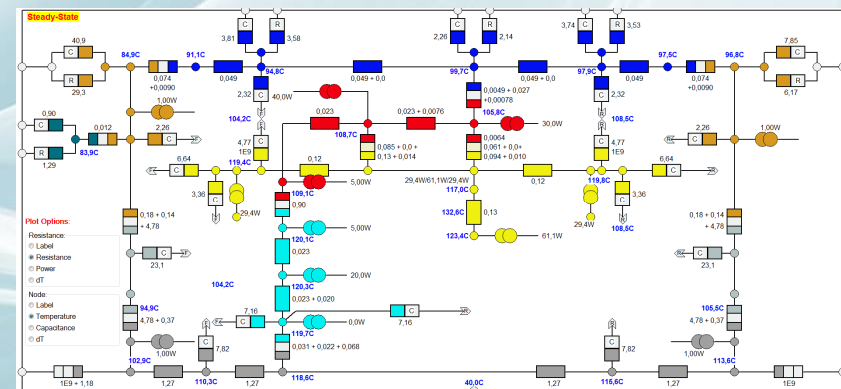 Steady-State
40,9
C
R
29,3
84,9C
91,1C
0,074
+0,0090
0,049
3,81
C
R
3,58
94,8C
0,049 + 0,0
2,26
C
R
2,14
99,7C
0,049 + 0,0
3,74
C
R
3,53
97,9C
0,049
97,5C
0,074
+0,0090
96,8C
7,85
C
R
6,17
1,00W
2,32
C
104,2C
40,0W
0,023
0,023 + 0,0076
0,0049 + 0,027
+0,00078
105,8C
30,0W
2,32
C
108,5C
1,00W
0,90
C
R
1,29
0,012
83,9C
C
2,26
4,77
1E9
C
119,4C
108,7C
0,085 + 0,0+
0,13 + 0,014
0,0064
0,061 + 0,0+
0,094 + 0,010
4,77
1E9
C
2,26
C
6,64
C
0,12
5,00W
29,4W/61,1W/29,4W
117,0C
0,12
119,8C
6,64
C
3,36
C
29,4W
109,1C
0,90
132,6C
0,13
123,4C
61,1W
29,4W
3,36
C
108,5C
0,18 + 0,14
+ 4,78
0,18 + 0,14
+ 4,78
Plot Options:
Resistance:
Label
Resistance
Power
dT
Node:
Label
Temperature
Capacitance
dT
120,1C
5,00W
0,023
C
23,1
C
23,1
104,2C
120,3C
20,0W
0,023 + 0,020
94,9C
4,78 + 0,37
7,16
C
0,0W
C
7,16
105,5C
4,78 + 0,37
119,7C
0,031 + 0,022 + 0,068
1,00W
C
7,82
C
7,82
1,00W
102,9C
1E9 + 1,18
1,27
110,3C
1,27
118,6C
40,0C
1,27
115,6C
1,27
113,6C
1E9